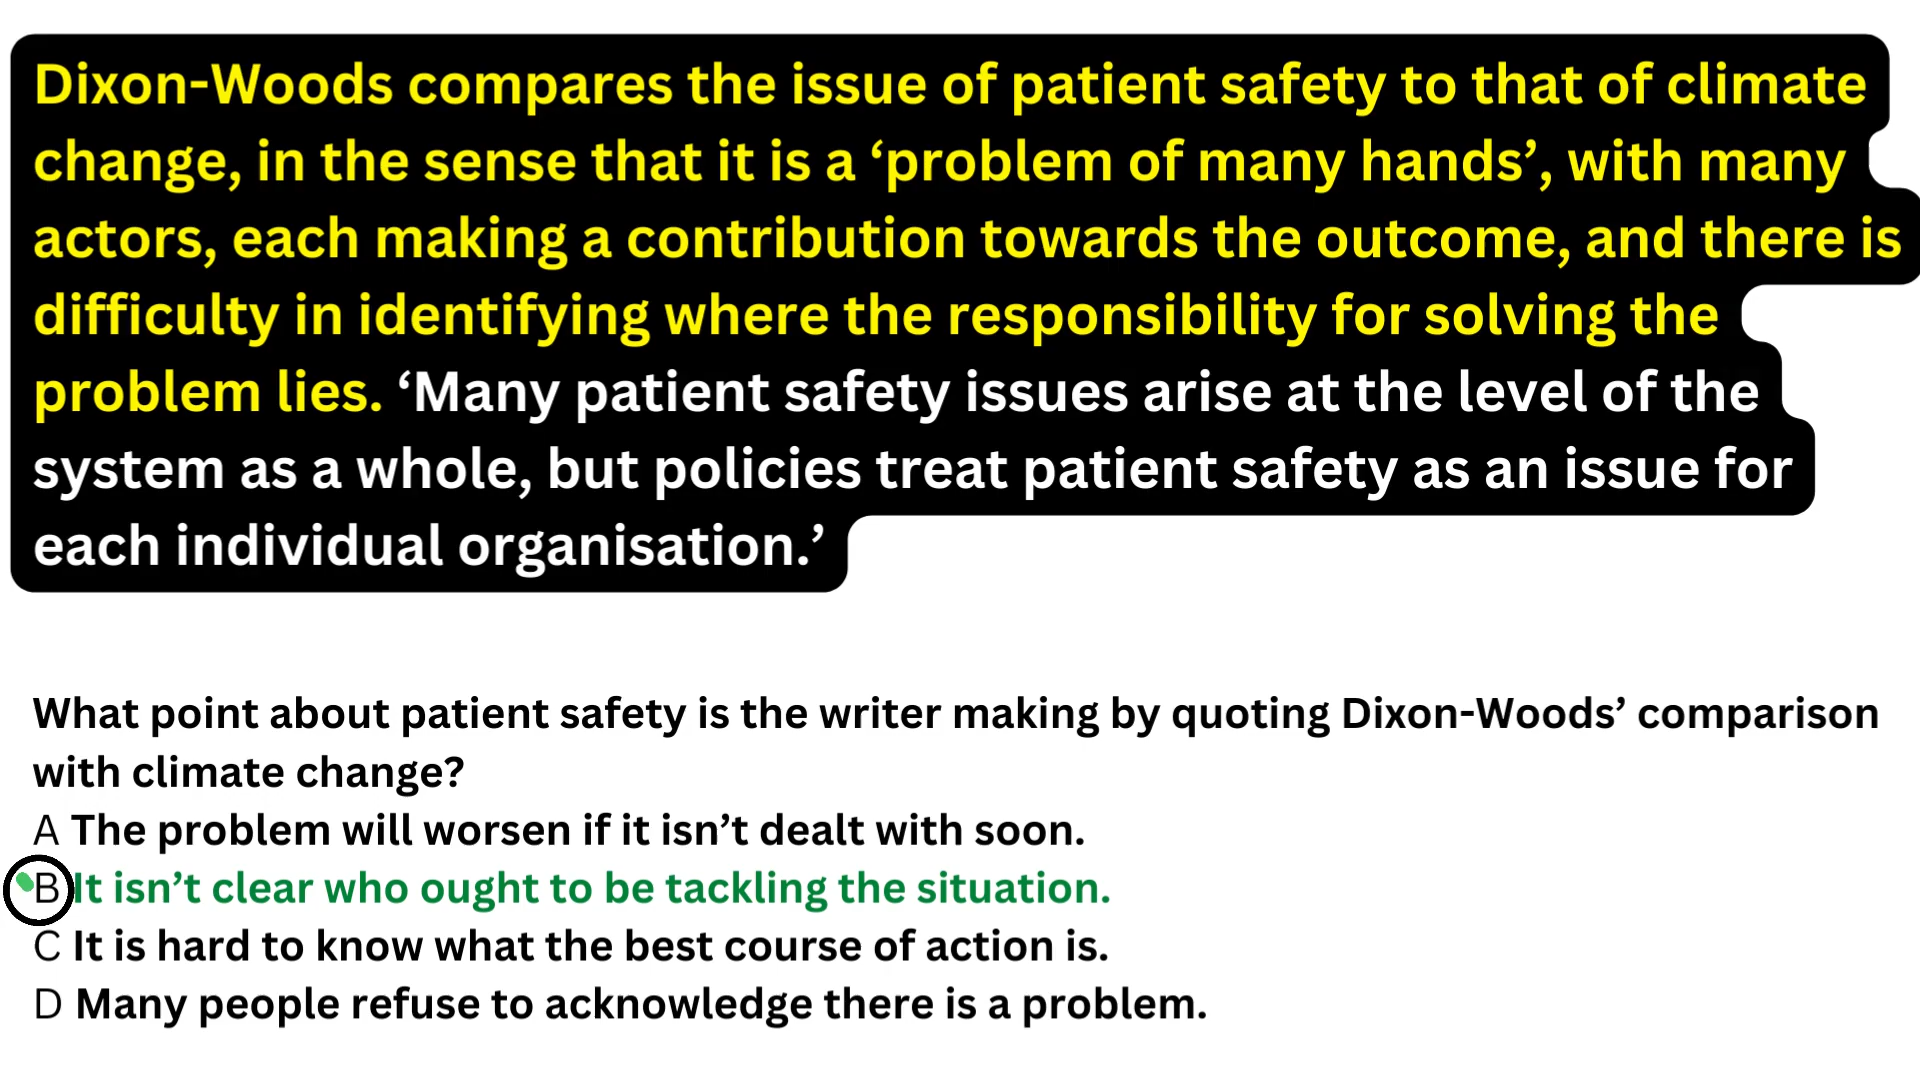 Dixon-Woods compares the issue of patient safety to that of climate
change, in the sense that it is a ‘problem of many hands’, with many
actors, each making a contribution towards the outcome, and there is
difficulty in identifying where the responsibility for solving the
problem lies. ‘Many patient safety issues arise at the level of the
system as a whole, but policies treat patient safety as an issue for
each individual organisation.’
What point about patient safety is the writer making by quoting Dixon-Woods’ comparison
with climate change?
A The problem will worsen if it isn’t dealt with soon.
B It isn’t clear who ought to be tackling the situation.
C It is hard to know what the best course of action is.
D Many people refuse to acknowledge there is a problem.